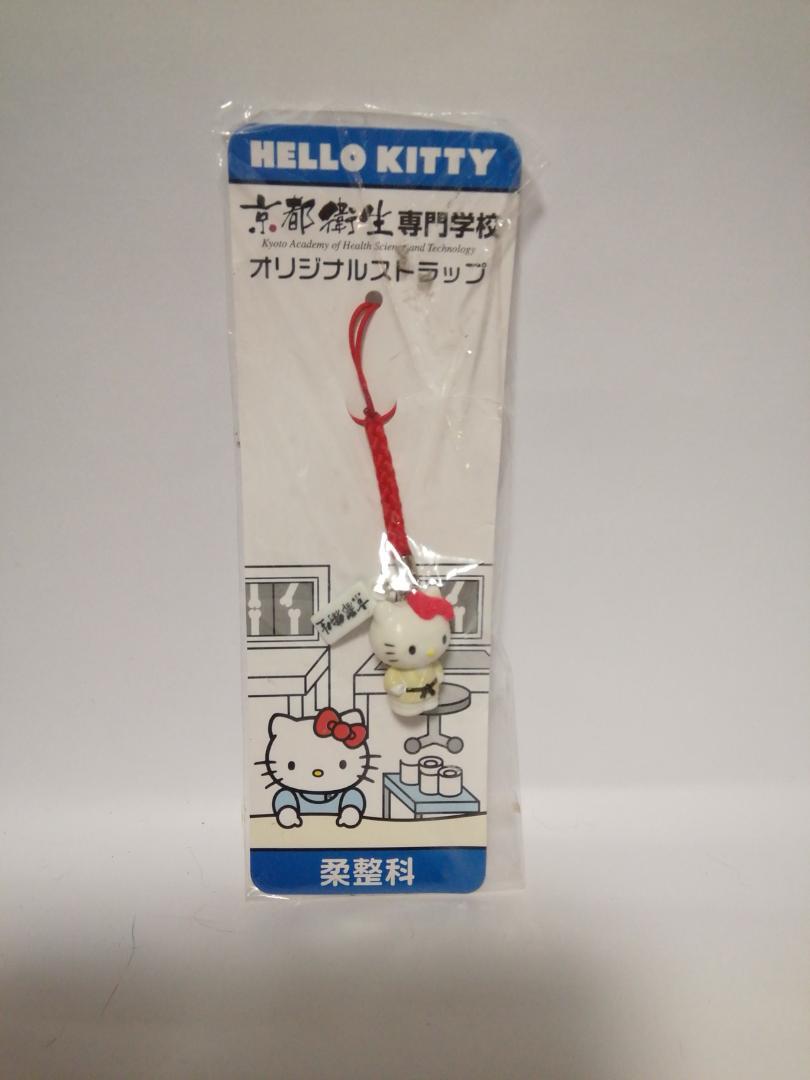 HELLO KITTY
京都衛生専門学校
Kyoto Academy of Health Science and Technology
オリジナルストラップ
柔整科